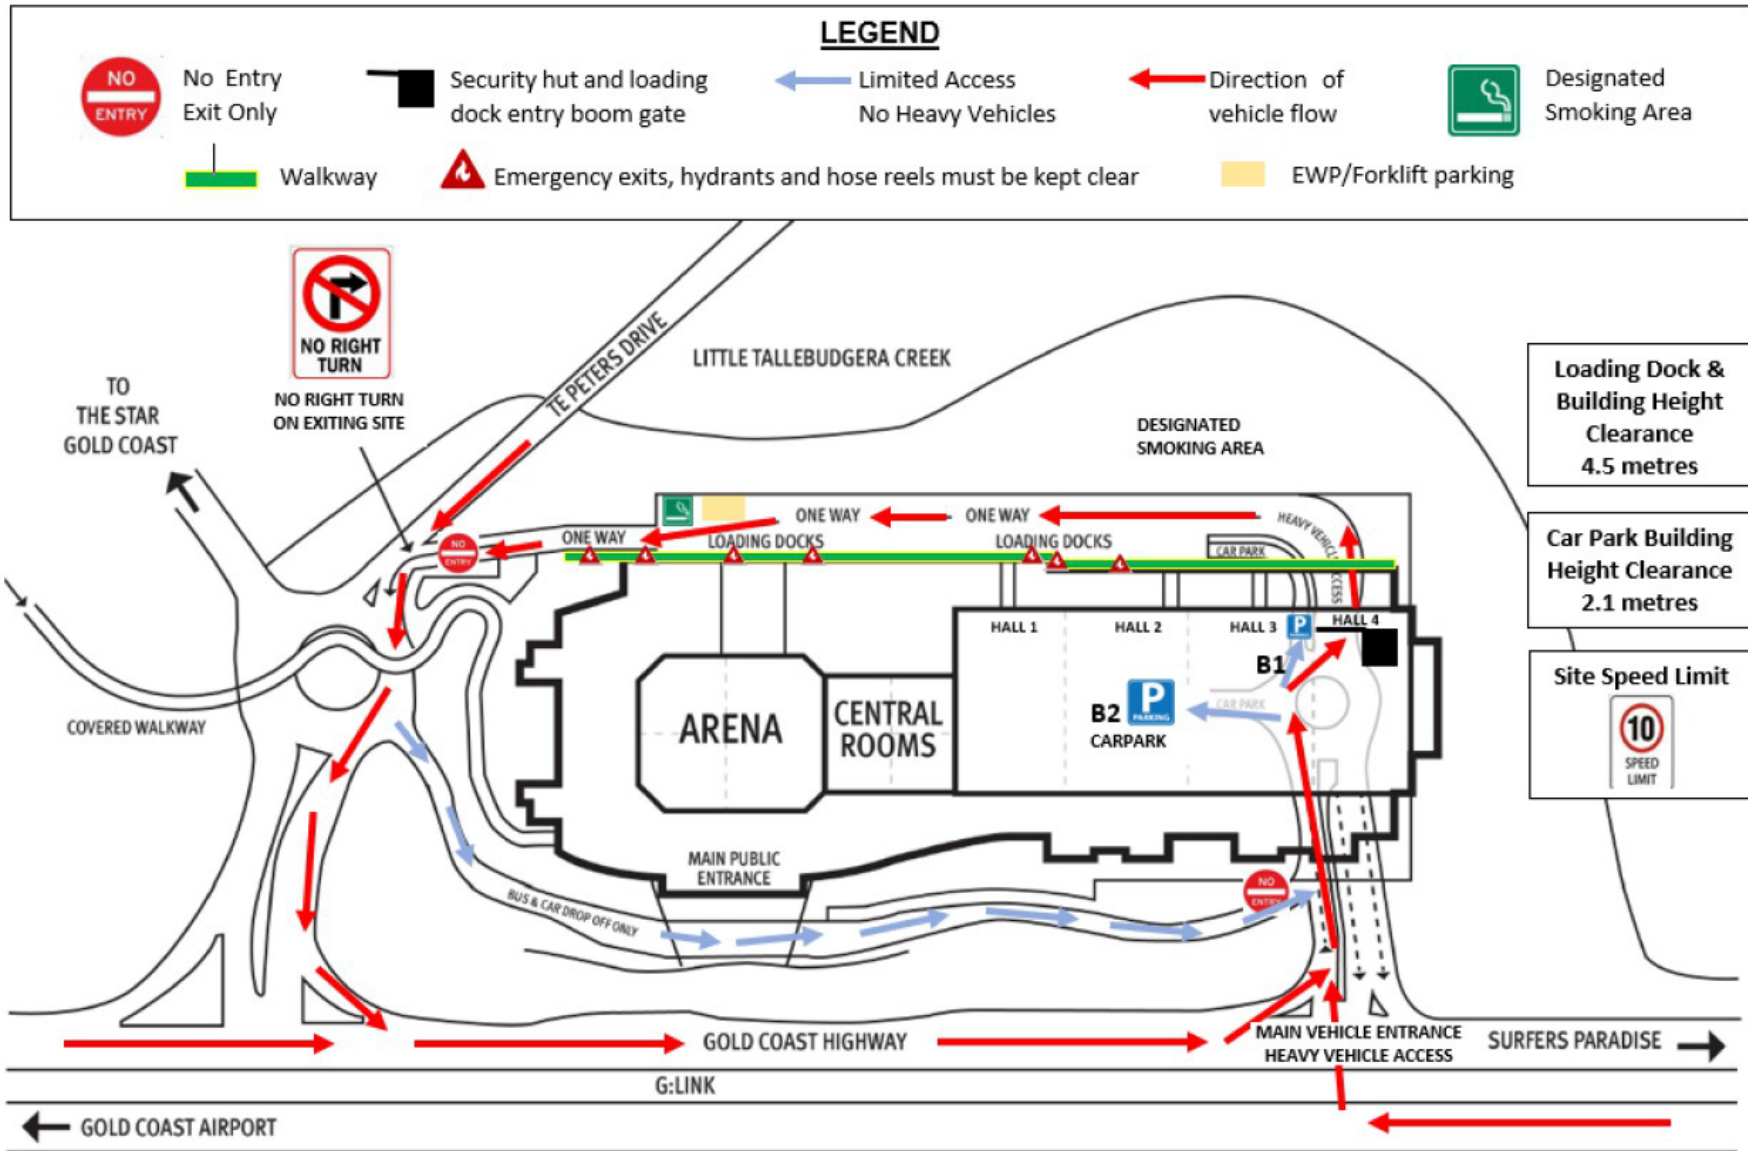 LEGEND
NO
ENTRY
No Entry
Exit Only
Security hut and loading
dock entry boom gate
Limited Access
No Heavy Vehicles
Direction of
vehicle flow
Designated
Smoking Area
Walkway
Emergency exits, hydrants and hose reels must be kept clear
EWP/Forklift parking
NO RIGHT
TURN
NO RIGHT TURN
ON EXITING SITE
TO
THE STAR
GOLD COAST
TE PETERS DRIVE
LITTLE TALLEBUDGERA CREEK
DESIGNATED
SMOKING AREA
Loading Dock &
Building Height
Clearance
4.5 metres
Car Park Building
Height Clearance
2.1 metres
Site Speed Limit
10
SPEED
LIMIT
ONE WAY
ONE WAY
ONE WAY
NO
ENTRY
LOADING DOCKS
LOADING DOCKS
CAR PARK
HEAVY VEHICLE
CCESS
HALL 1
HALL 2
HALL 3
P
HALL 4
B1
B2
P
PARKING
CARPARK
CAR PARK
ARENA
CENTRAL
ROOMS
COVERED WALKWAY
MAIN PUBLIC
ENTRANCE
BUS & CAR DROP OFF ONLY
NO
ENTRY
MAIN VEHICLE ENTRANCE
HEAVY VEHICLE ACCESS
GOLD COAST HIGHWAY
SURFERS PARADISE
G:LINK
GOLD COAST AIRPORT